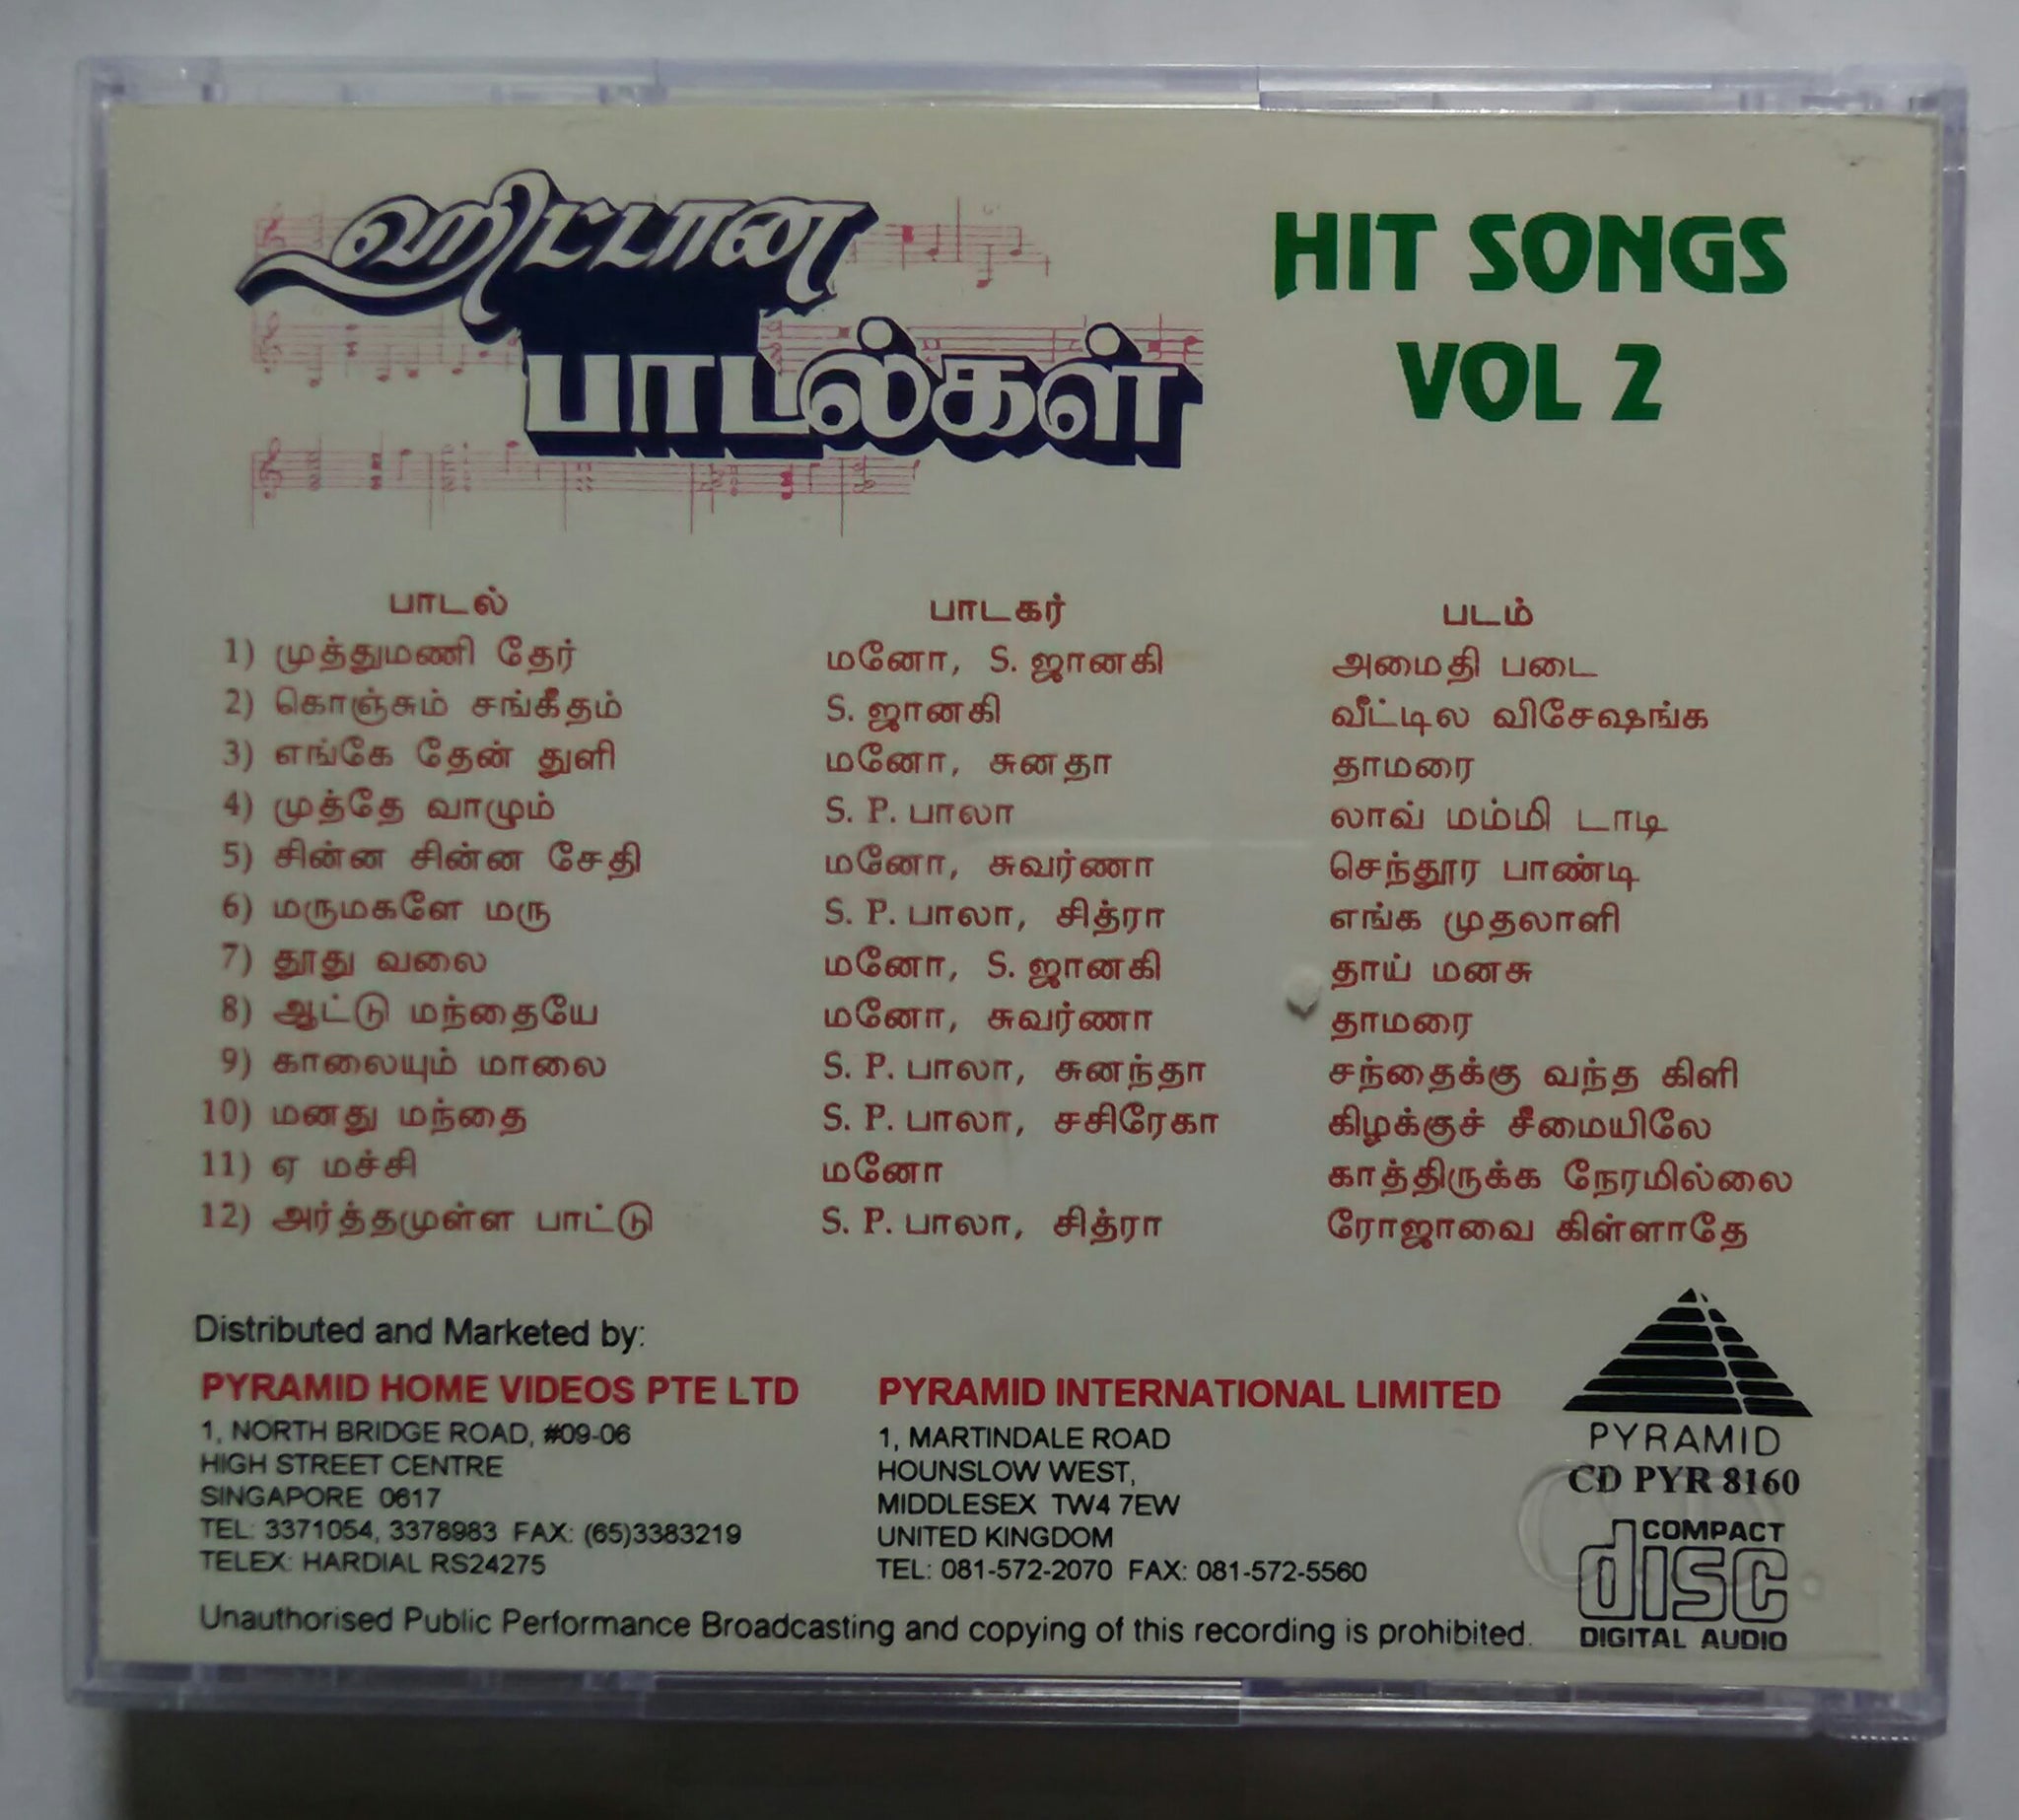 ஹிட்டான
பாடல்கள்
HIT SONGS
VOL 2
பாடல் பாடகர் படம்
1) முத்துமணி தேர் மனோ, S. ஜானகி அமைதி படை
2) கொஞ்சும் சங்கீதம் S. ஜானகி வீட்டில விசேஷங்க
3) எங்கே தேன் துளி மனோ, சுனதா தாமரை
4) முத்தே வாழும் S. P. பாலா லாவ் மம்மி டாடி
5) சின்ன சின்ன சேதி மனோ, சுவர்ணா செந்தூர பாண்டி
6) மருமகளே மரு S. P. பாலா, சித்ரா எங்க முதலாளி
7) தூது வலை மனோ, S. ஜானகி தாய் மனசு
8) ஆட்டு மந்தையே மனோ, சுவர்ணா தாமரை
9) காலையும் மாலை S. P. பாலா, சுனந்தா சந்தைக்கு வந்த கிளி
10) மனது மந்தை S. P. பாலா, சசிரேகா கிழக்குச் சீமையிலே
11) ஏ மச்சி மனோ காத்திருக்க நேரமில்லை
12) அர்த்தமுள்ள பாட்டு S. P. பாலா, சித்ரா ரோஜாவை கிள்ளாதே
Distributed and Marketed by:
PYRAMID HOME VIDEOS PTE LTD
1, NORTH BRIDGE ROAD, #09-06
HIGH STREET CENTRE
SINGAPORE 0617
TEL: 3371054, 3378983 FAX: (65)3383219
TELEX: HARDIAL RS24275
PYRAMID INTERNATIONAL LIMITED
1, MARTINDALE ROAD
HOUNSLOW WEST,
MIDDLESEX TW4 7EW
UNITED KINGDOM
TEL: 081-572-2070 FAX: 081-572-5560
PYRAMID
CD PYR 8160
COMPACT
disc
DIGITAL AUDIO
Unauthorised Public Performance Broadcasting and copying of this recording is prohibited.